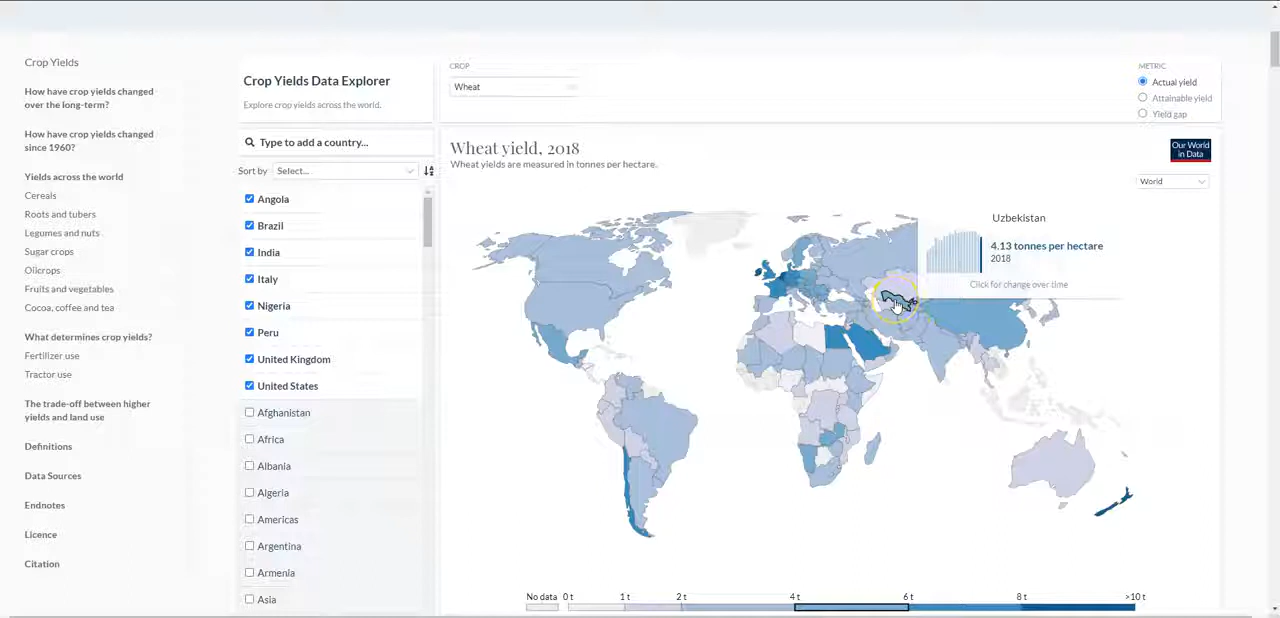 Crop Yields
How have crop yields changed
over the long-term?
How have crop yields changed
since 1960?
Yields across the world
Cereals
Roots and tubers
Legumes and nuts
Sugar crops
Oilcrops
Fruits and vegetables
Cocoa, coffee and tea
What determines crop yields?
Fertilizer use
Tractor use
The trade-off between higher
yields and land use
Definitions
Data Sources
Endnotes
Licence
Citation
Crop Yields Data Explorer
Explore crop yields across the world.
Type to add a country...
Sort by Select...
Angola
Brazil
India
Italy
Nigeria
Peru
United Kingdom
United States
Afghanistan
Africa
Albania
Algeria
Americas
Argentina
Armenia
Asia
CROP
Wheat
METRIC
Actual yield
Attainable yield
Yield gap
Wheat yield, 2018
Wheat yields are measured in tonnes per hectare.
Our World
in Data
World
Uzbekistan
4.13 tonnes per hectare
2018
Click for change over time
No data 0 t 1 t 2 t 4 t 6 t 8 t >10 t